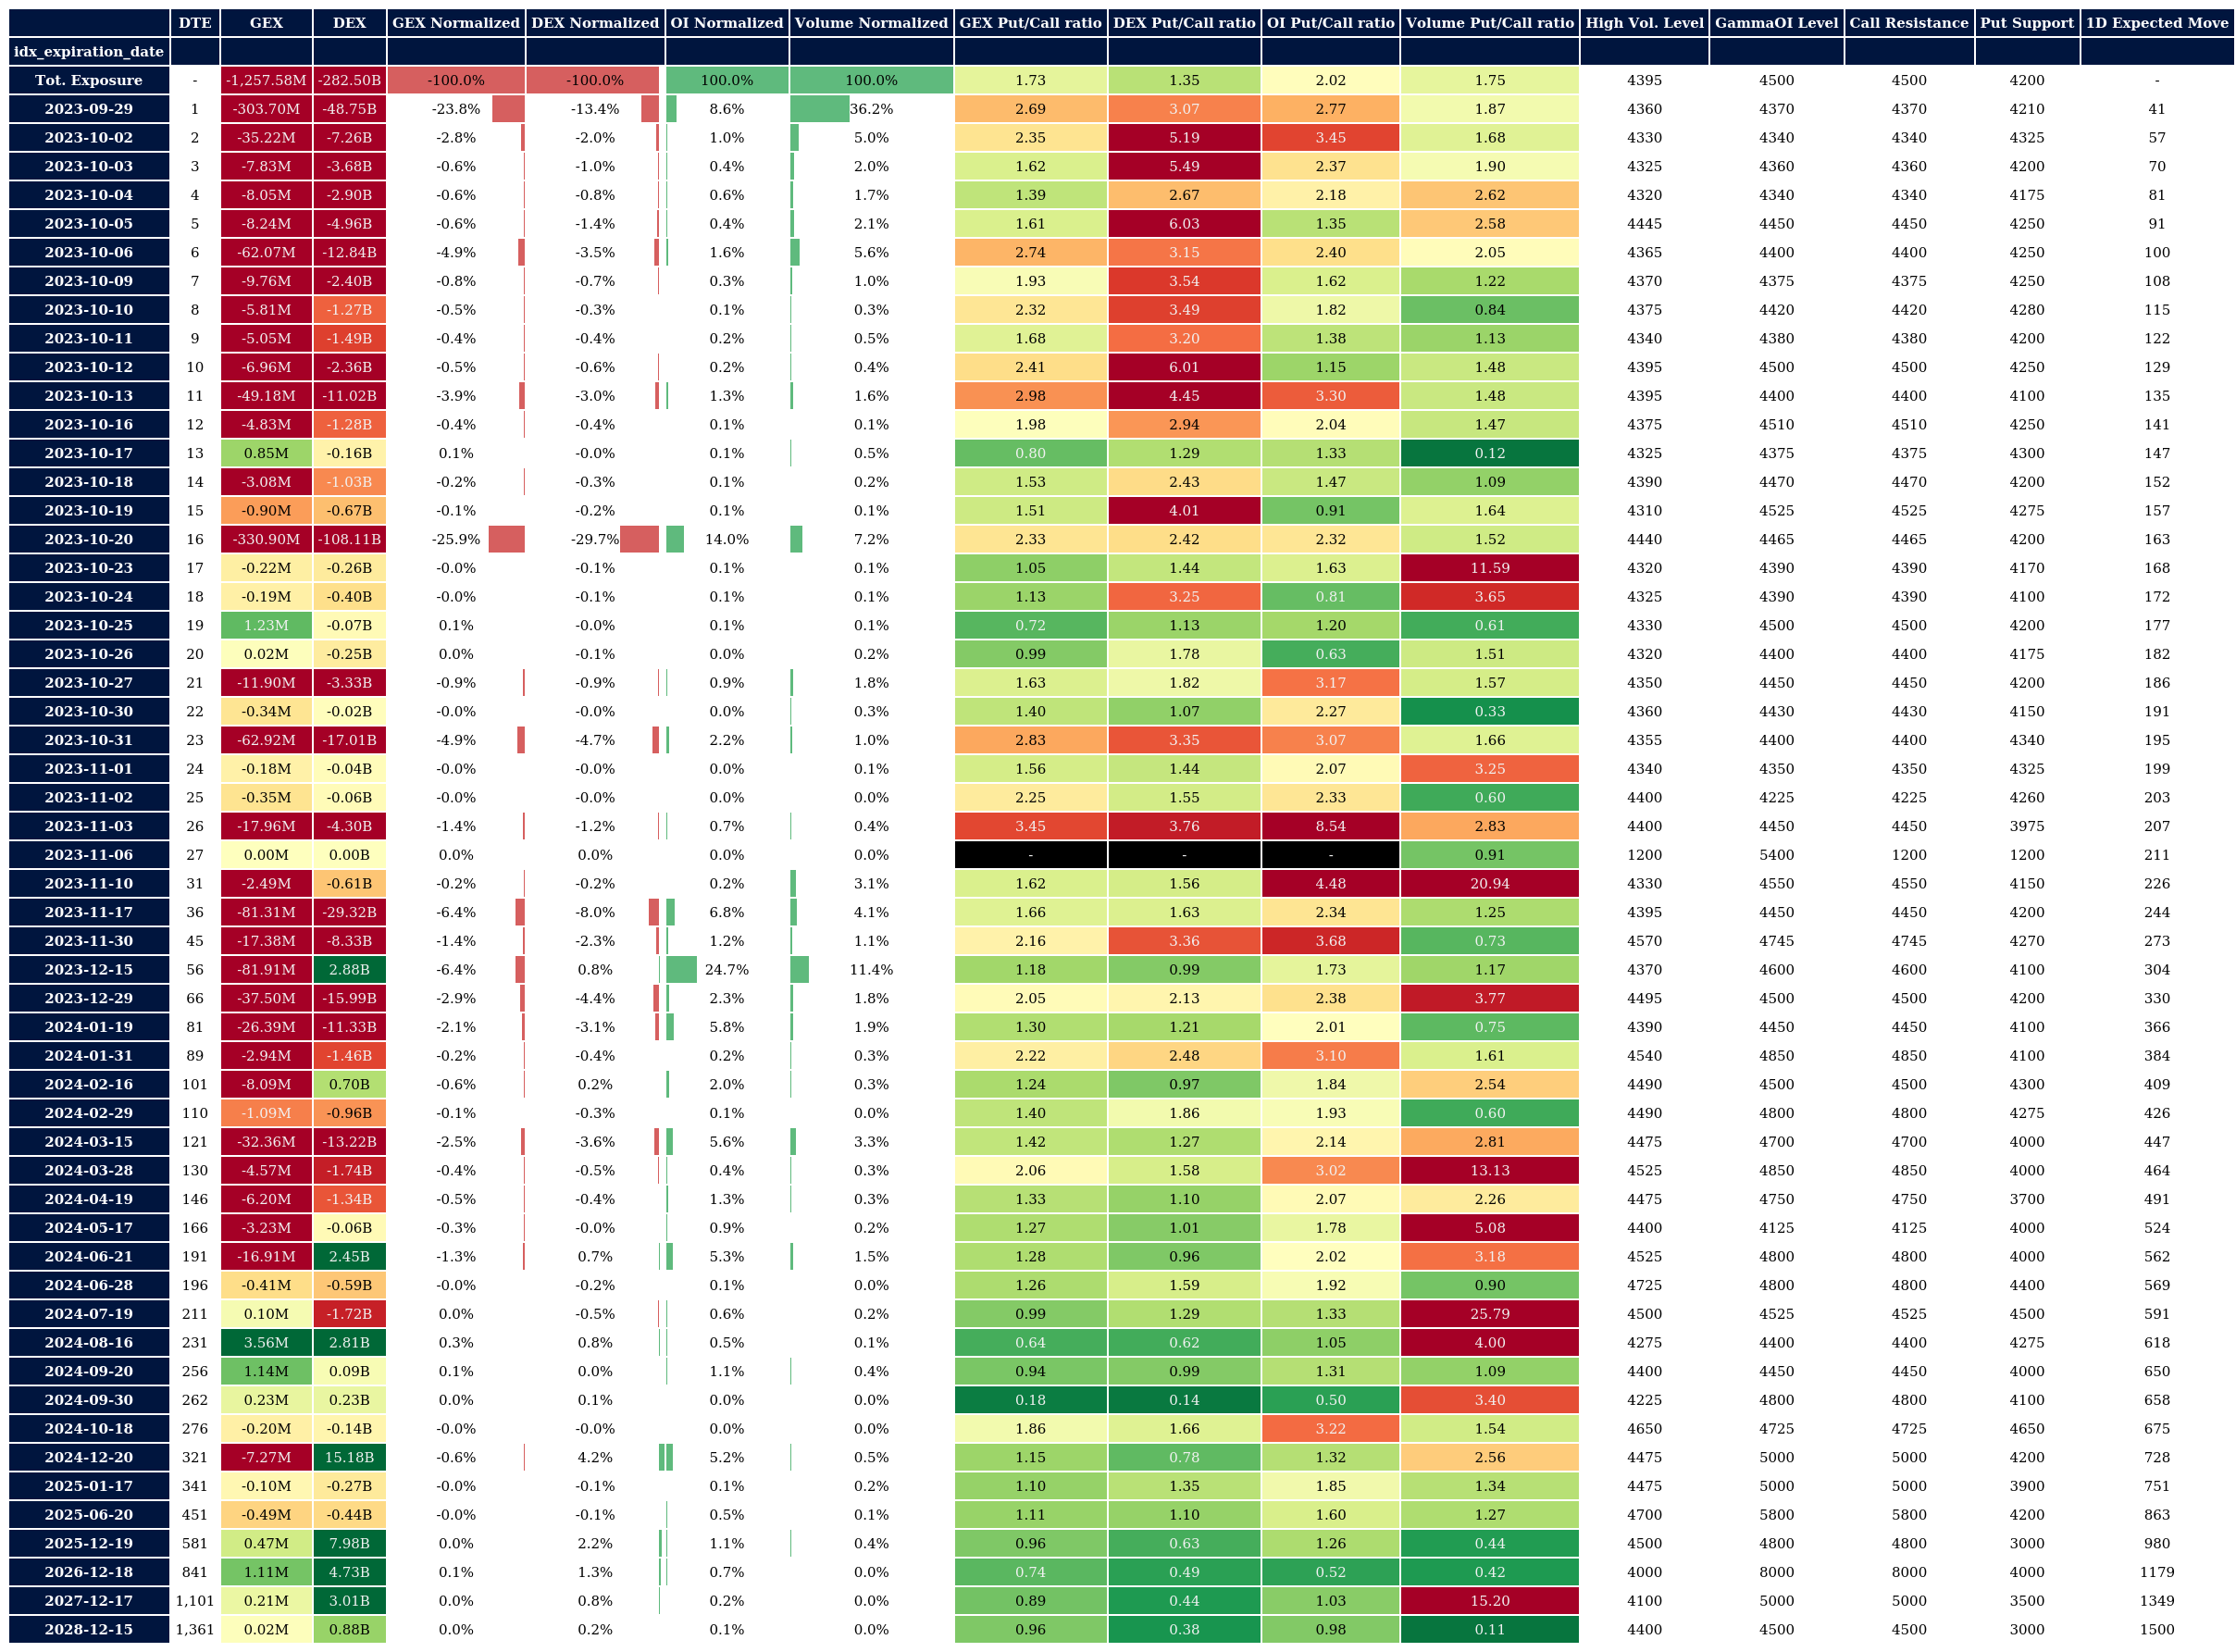 DTE GEX DEX GEX Normalized DEX Normalized OI Normalized Volume Normalized GEX Put/Call ratio DEX Put/Call ratio OI Put/Call ratio Volume Put/Call ratio High Vol. Level GammaOI Level Call Resistance Put Support 1D Expected Move
idx_expiration_date
Tot. Exposure - -1,257.58M -282.50B -100.0% -100.0% 100.0% 100.0% 1.73 1.35 2.02 1.75 4395 4500 4500 4200 -
2023-09-29 1 -303.70M -48.75B -23.8% -13.4% 8.6% 36.2% 2.69 3.07 2.77 1.87 4360 4370 4370 4210 41
2023-10-02 2 -35.22M -7.26B -2.8% -2.0% 1.0% 5.0% 2.35 5.19 3.45 1.68 4330 4340 4340 4325 57
2023-10-03 3 -7.83M -3.68B -0.6% -1.0% 0.4% 2.0% 1.62 5.49 2.37 1.90 4325 4360 4360 4200 70
2023-10-04 4 -8.05M -2.90B -0.6% -0.8% 0.6% 1.7% 1.39 2.67 2.18 2.62 4320 4340 4340 4175 81
2023-10-05 5 -8.24M -4.96B -0.6% -1.4% 0.4% 2.1% 1.61 6.03 1.35 2.58 4445 4450 4450 4250 91
2023-10-06 6 -62.07M -12.84B -4.9% -3.5% 1.6% 5.6% 2.74 3.15 2.40 2.05 4365 4400 4400 4250 100
2023-10-09 7 -9.76M -2.40B -0.8% -0.7% 0.3% 1.0% 1.93 3.54 1.62 1.22 4370 4375 4375 4250 108
2023-10-10 8 -5.81M -1.27B -0.5% -0.3% 0.1% 0.3% 2.32 3.49 1.82 0.84 4375 4420 4420 4280 115
2023-10-11 9 -5.05M -1.49B -0.4% -0.4% 0.2% 0.5% 1.68 3.20 1.38 1.13 4340 4380 4380 4200 122
2023-10-12 10 -6.96M -2.36B -0.5% -0.6% 0.2% 0.4% 2.41 6.01 1.15 1.48 4395 4500 4500 4250 129
2023-10-13 11 -49.18M -11.02B -3.9% -3.0% 1.3% 1.6% 2.98 4.45 3.30 1.48 4395 4400 4400 4100 135
2023-10-16 12 -4.83M -1.28B -0.4% -0.4% 0.1% 0.1% 1.98 2.94 2.04 1.47 4375 4510 4510 4250 141
2023-10-17 13 0.85M -0.16B 0.1% -0.0% 0.1% 0.5% 0.80 1.29 1.33 0.12 4325 4375 4375 4300 147
2023-10-18 14 -3.08M -1.03B -0.2% -0.3% 0.1% 0.2% 1.53 2.43 1.47 1.09 4390 4470 4470 4200 152
2023-10-19 15 -0.90M -0.67B -0.1% -0.2% 0.1% 0.1% 1.51 4.01 0.91 1.64 4310 4525 4525 4275 157
2023-10-20 16 -330.90M -108.11B -25.9% -29.7% 14.0% 7.2% 2.33 2.42 2.32 1.52 4440 4465 4465 4200 163
2023-10-23 17 -0.22M -0.26B -0.0% -0.1% 0.1% 0.1% 1.05 1.44 1.63 11.59 4320 4390 4390 4170 168
2023-10-24 18 -0.19M -0.40B -0.0% -0.1% 0.1% 0.1% 1.13 3.25 0.81 3.65 4325 4390 4390 4100 172
2023-10-25 19 1.23M -0.07B 0.1% -0.0% 0.1% 0.1% 0.72 1.13 1.20 0.61 4330 4500 4500 4200 177
2023-10-26 20 0.02M -0.25B 0.0% -0.1% 0.0% 0.2% 0.99 1.78 0.63 1.51 4320 4400 4400 4175 182
2023-10-27 21 -11.90M -3.33B -0.9% -0.9% 0.9% 1.8% 1.63 1.82 3.17 1.57 4350 4450 4450 4200 186
2023-10-30 22 -0.34M -0.02B -0.0% -0.0% 0.0% 0.3% 1.40 1.07 2.27 0.33 4360 4430 4430 4150 191
2023-10-31 23 -62.92M -17.01B -4.9% -4.7% 2.2% 1.0% 2.83 3.35 3.07 1.66 4355 4400 4400 4340 195
2023-11-01 24 -0.18M -0.04B -0.0% -0.0% 0.0% 0.1% 1.56 1.44 2.07 3.25 4340 4350 4350 4325 199
2023-11-02 25 -0.35M -0.06B -0.0% -0.0% 0.0% 0.0% 2.25 1.55 2.33 0.60 4400 4225 4225 4260 203
2023-11-03 26 -17.96M -4.30B -1.4% -1.2% 0.7% 0.4% 3.45 3.76 8.54 2.83 4400 4450 4450 3975 207
2023-11-06 27 0.00M 0.00B 0.0% 0.0% 0.0% 0.0% - - - 0.91 1200 5400 1200 1200 211
2023-11-10 31 -2.49M -0.61B -0.2% -0.2% 0.2% 3.1% 1.62 1.56 4.48 20.94 4330 4550 4550 4150 226
2023-11-17 36 -81.31M -29.32B -6.4% -8.0% 6.8% 4.1% 1.66 1.63 2.34 1.25 4395 4450 4450 4200 244
2023-11-30 45 -17.38M -8.33B -1.4% -2.3% 1.2% 1.1% 2.16 3.36 3.68 0.73 4570 4745 4745 4270 273
2023-12-15 56 -81.91M 2.88B -6.4% 0.8% 24.7% 11.4% 1.18 0.99 1.73 1.17 4370 4600 4600 4100 304
2023-12-29 66 -37.50M -15.99B -2.9% -4.4% 2.3% 1.8% 2.05 2.13 2.38 3.77 4495 4500 4500 4200 330
2024-01-19 81 -26.39M -11.33B -2.1% -3.1% 5.8% 1.9% 1.30 1.21 2.01 0.75 4390 4450 4450 4100 366
2024-01-31 89 -2.94M -1.46B -0.2% -0.4% 0.2% 0.3% 2.22 2.48 3.10 1.61 4540 4850 4850 4100 384
2024-02-16 101 -8.09M 0.70B -0.6% 0.2% 2.0% 0.3% 1.24 0.97 1.84 2.54 4490 4500 4500 4300 409
2024-02-29 110 -1.09M -0.96B -0.1% -0.3% 0.1% 0.0% 1.40 1.86 1.93 0.60 4490 4800 4800 4275 426
2024-03-15 121 -32.36M -13.22B -2.5% -3.6% 5.6% 3.3% 1.42 1.27 2.14 2.81 4475 4700 4700 4000 447
2024-03-28 130 -4.57M -1.74B -0.4% -0.5% 0.4% 0.3% 2.06 1.58 3.02 13.13 4525 4850 4850 4000 464
2024-04-19 146 -6.20M -1.34B -0.5% -0.4% 1.3% 0.3% 1.33 1.10 2.07 2.26 4475 4750 4750 3700 491
2024-05-17 166 -3.23M -0.06B -0.3% -0.0% 0.9% 0.2% 1.27 1.01 1.78 5.08 4400 4125 4125 4000 524
2024-06-21 191 -16.91M 2.45B -1.3% 0.7% 5.3% 1.5% 1.28 0.96 2.02 3.18 4525 4800 4800 4000 562
2024-06-28 196 -0.41M -0.59B -0.0% -0.2% 0.1% 0.0% 1.26 1.59 1.92 0.90 4725 4800 4800 4400 569
2024-07-19 211 0.10M -1.72B 0.0% -0.5% 0.6% 0.2% 0.99 1.29 1.33 25.79 4500 4525 4525 4500 591
2024-08-16 231 3.56M 2.81B 0.3% 0.8% 0.5% 0.1% 0.64 0.62 1.05 4.00 4275 4400 4400 4275 618
2024-09-20 256 1.14M 0.09B 0.1% 0.0% 1.1% 0.4% 0.94 0.99 1.31 1.09 4400 4450 4450 4000 650
2024-09-30 262 0.23M 0.23B 0.0% 0.1% 0.0% 0.0% 0.18 0.14 0.50 3.40 4225 4800 4800 4100 658
2024-10-18 276 -0.20M -0.14B -0.0% -0.0% 0.0% 0.0% 1.86 1.66 3.22 1.54 4650 4725 4725 4650 675
2024-12-20 321 -7.27M 15.18B -0.6% 4.2% 5.2% 0.5% 1.15 0.78 1.32 2.56 4475 5000 5000 4200 728
2025-01-17 341 -0.10M -0.27B -0.0% -0.1% 0.1% 0.2% 1.10 1.35 1.85 1.34 4475 5000 5000 3900 751
2025-06-20 451 -0.49M -0.44B -0.0% -0.1% 0.5% 0.1% 1.11 1.10 1.60 1.27 4700 5800 5800 4200 863
2025-12-19 581 0.47M 7.98B 0.0% 2.2% 1.1% 0.4% 0.96 0.63 1.26 0.44 4500 4800 4800 3000 980
2026-12-18 841 1.11M 4.73B 0.1% 1.3% 0.7% 0.0% 0.74 0.49 0.52 0.42 4000 8000 8000 4000 1179
2027-12-17 1,101 0.21M 3.01B 0.0% 0.8% 0.2% 0.0% 0.89 0.44 1.03 15.20 4100 5000 5000 3500 1349
2028-12-15 1,361 0.02M 0.88B 0.0% 0.2% 0.1% 0.0% 0.96 0.38 0.98 0.11 4400 4500 4500 3000 1500